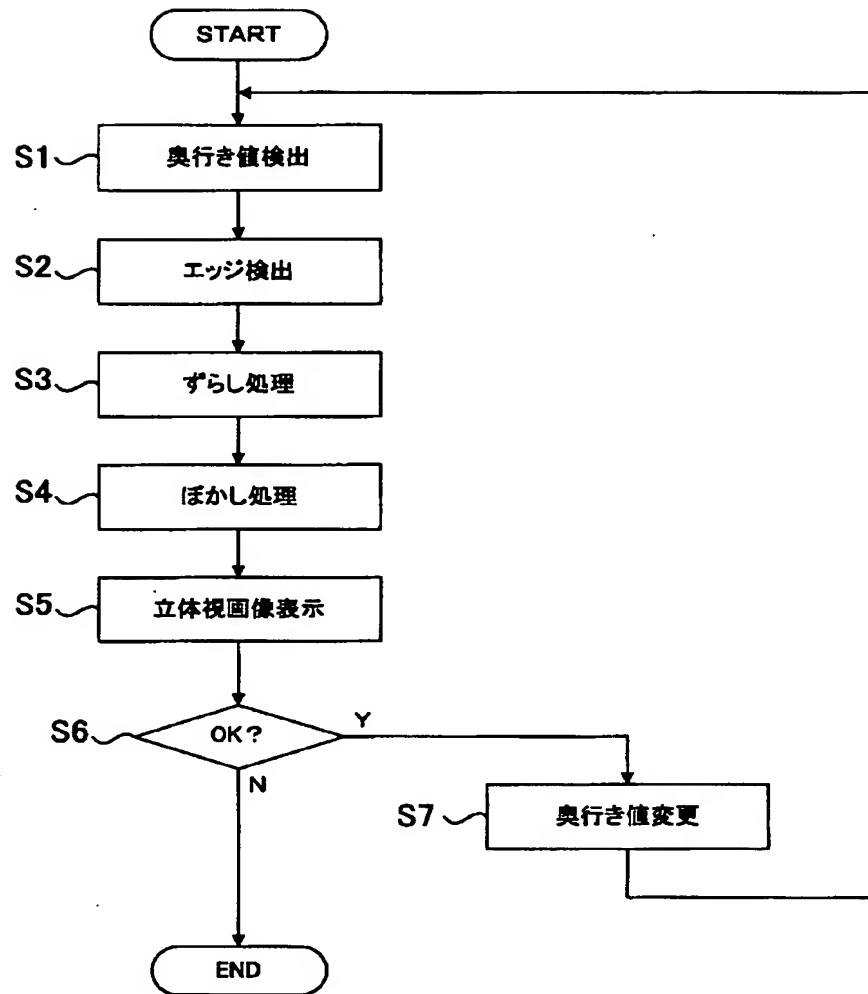 START
S1
奥行き値検出
S2
エッジ検出
S3
ずらし処理
S4
ぼかし処理
S5
立体視画像表示
S6
OK?
Y
N
S7
奥行き値変更
END